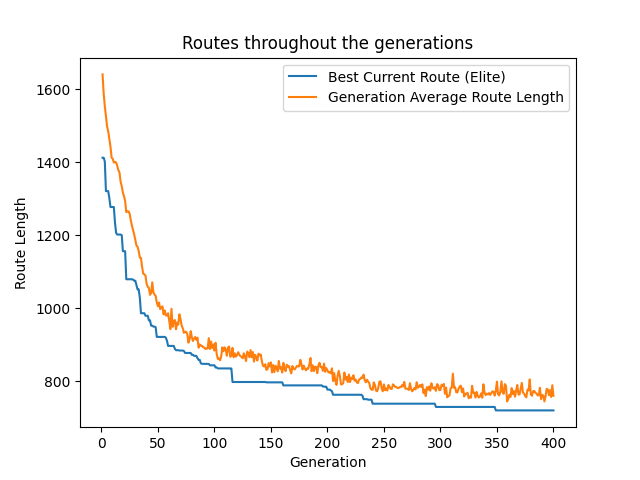 Routes throughout the generations
Best Current Route (Elite)
Generation Average Route Length
Route Length
1600
1400
1200
1000
800
0 50 100 150 200 250 300 350 400
Generation